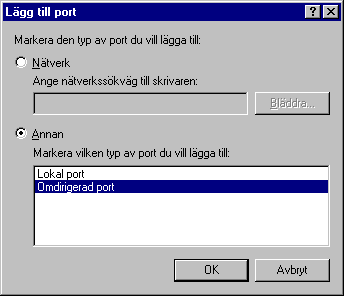 Lägg till port
Markera den typ av port du vill lägga till:
Nätverk
Ange nätverkssökväg till skrivaren:
Bläddra...
Annan
Markera vilken typ av port du vill lägga till:
Lokal port
Omdirigerad port
OK Avbryt